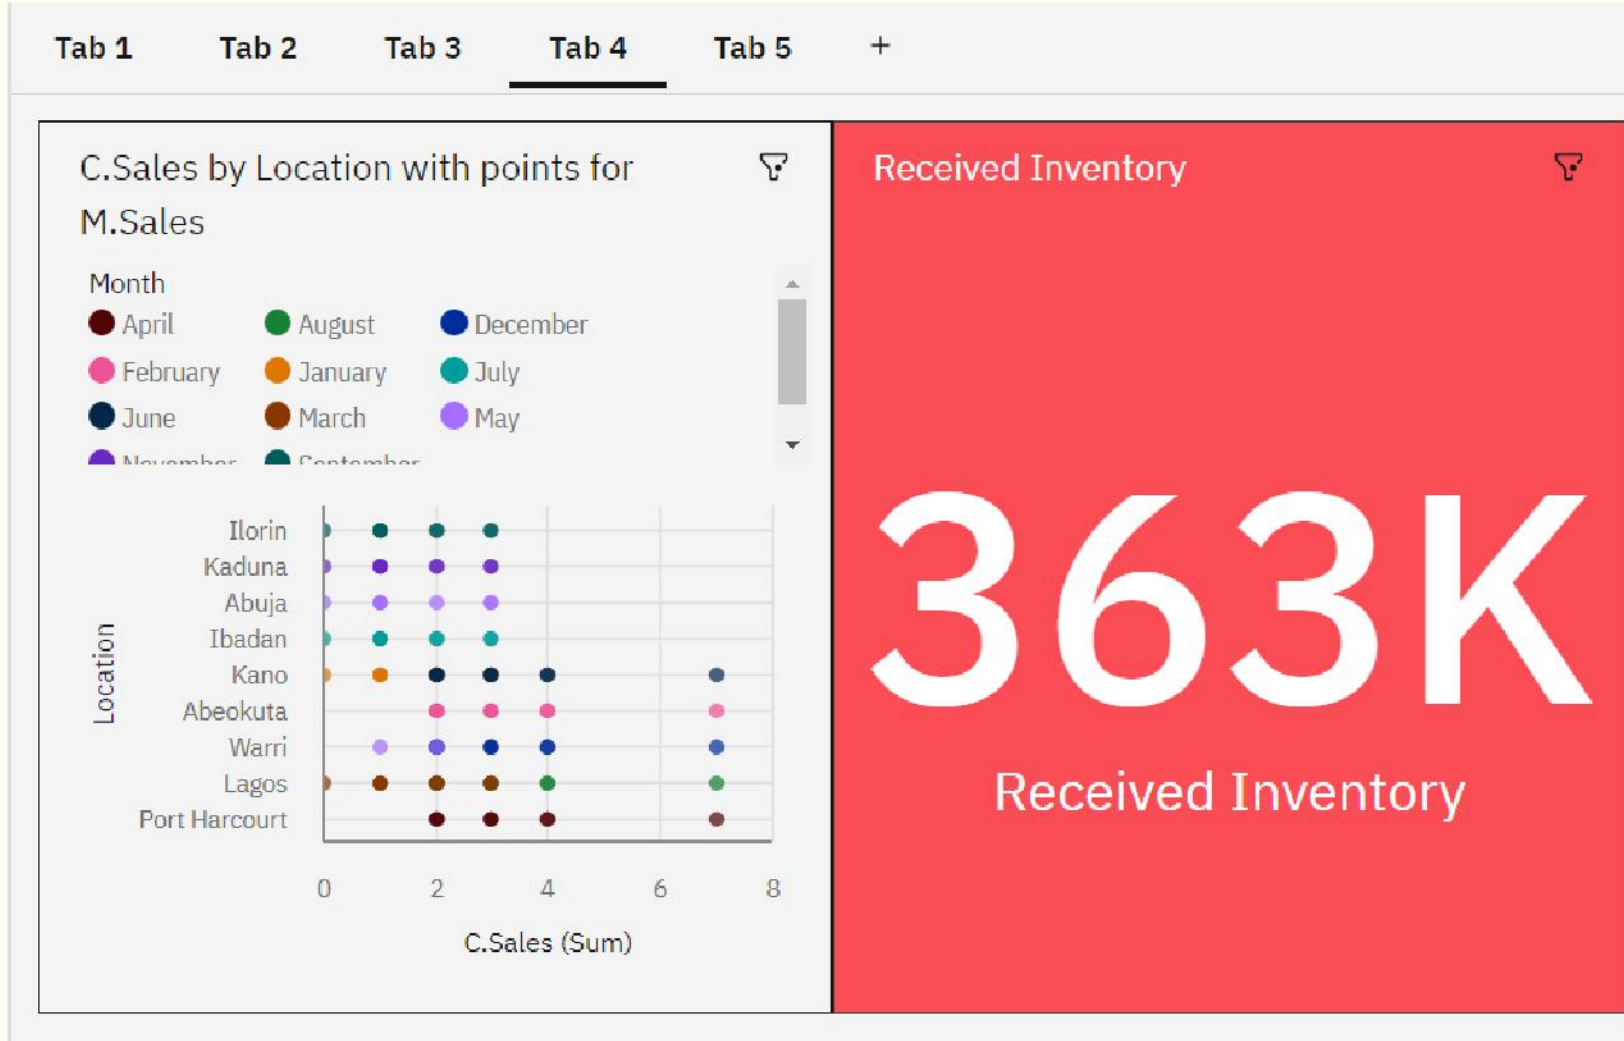 Tab 1 Tab 2 Tab 3 Tab 4 Tab 5 +
C.Sales by Location with points for
M.Sales
Month
April August December
February January July
June March May
November September
Ilorin
Kaduna
Abuja
Ibadan
Kano
Abeokuta
Warri
Lagos
Port Harcourt
Location
0 2 4 6 8
C.Sales (Sum)
Received Inventory
363K
Received Inventory